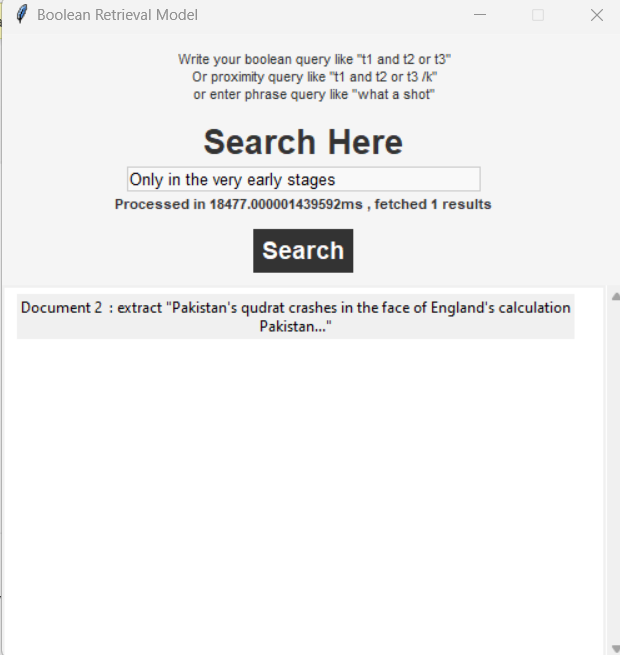 Boolean Retrieval Model
Write your boolean query like "t1 and t2 or t3"
Or proximity query like "t1 and t2 or t3 /k"
or enter phrase query like "what a shot"
Search Here
Only in the very early stages
Processed in 18477.000001439592ms , fetched 1 results
Search
Document 2 : extract "Pakistan's qudrat crashes in the face of England's calculation
Pakistan..."